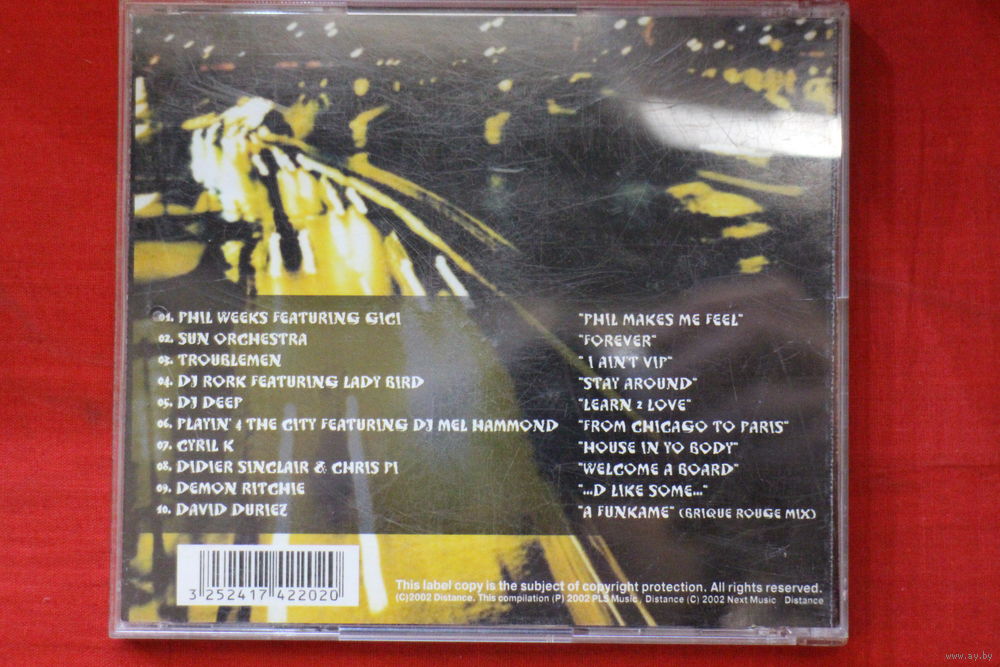 01. PHIL WEEKS FEATURING GICI "PHIL MAKES ME FEEL"
02. SUN ORCHESTRA "FOREVER"
03. TROUBLEMEN " I AIN'T VIP"
04. DJ RORK FEATURING LADY BIRD "STAY AROUND"
05. DJ DEEP "LEARN 2 LOVE"
06. PLAYIN' 4 THE CITY FEATURING DJ MEL HAMMOND "FROM CHICAGO TO PARIS"
07. CYRIL K "HOUSE IN YO BODY"
08. DIDIER SINCLAIR & CHRIS PI "WELCOME A BOARD"
09. DEMON RITCHIE "...D LIKE SOME..."
10. DAVID DURIEZ "A FUNKAME" (BRIQUE ROUGE MIX)
3 252417 422020
This label copy is the subject of copyright protection. All rights reserved.
(C)2002 Distance. This compilation (P) 2002 PLS Music , Distance (C) 2002 Next Music Distance
www.ay.by